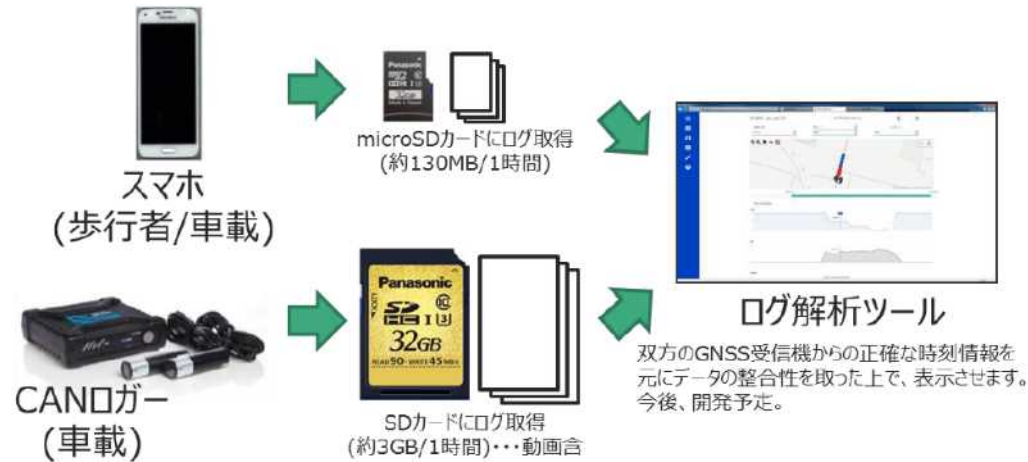 スマホ
(歩行者/車載)
Panasonic
microSDカードにログ取得
(約130MB/1時間)
CANロガー
(車載)
Panasonic
32GB
READ 90・WRITE 45 MB/s
SDカードにログ取得
(約3GB/1時間)・・・動画含
ログ解析ツール
双方のGNSS受信機からの正確な時刻情報を
元にデータの整合性を取った上で、表示させます。
今後、開発予定。